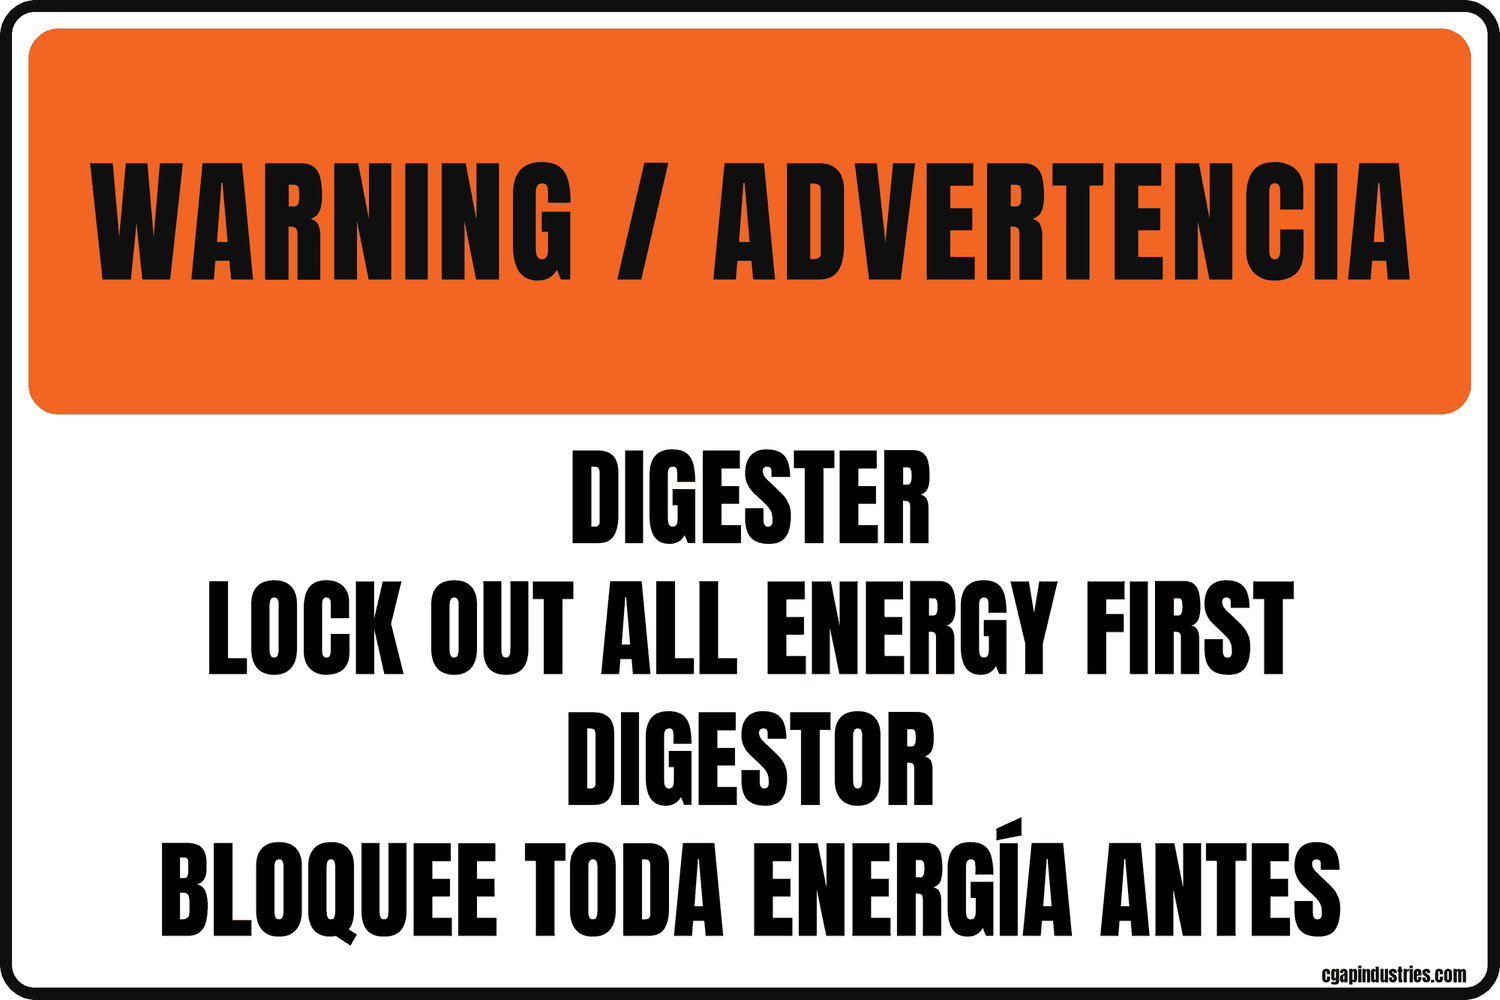 WARNING / ADVERTENCIA
DIGESTER
LOCK OUT ALL ENERGY FIRST
DIGESTOR
BLOQUEE TODA ENERGÍA ANTES
cgapindustries.com